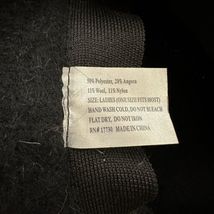 50% Polyester, 20% Angora
15% Wool, 15% Nylon
SIZE: LADIES (ONE SIZE FITS MOST)
HAND WASH COLD, DO NOT BLEACH
FLAT DRY, DO NOT IRON
RN# 17730 MADE IN CHINA